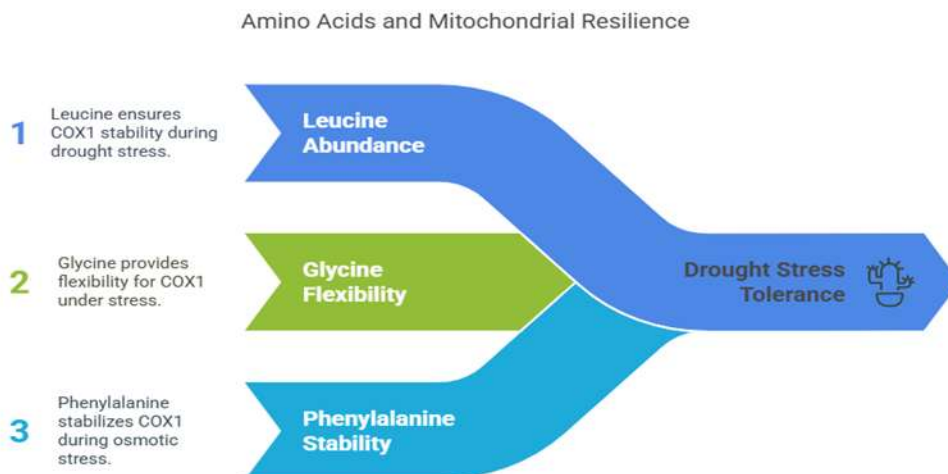 Amino Acids and Mitochondrial Resilience
1
Leucine ensures
COX1 stability during
drought stress.
Leucine
Abundance
2
Glycine provides
flexibility for COX1
under stress.
Glycine
Flexibility
Drought Stress
Tolerance
3
Phenylalanine
stabilizes COX1
during osmotic
stress.
Phenylalanine
Stability